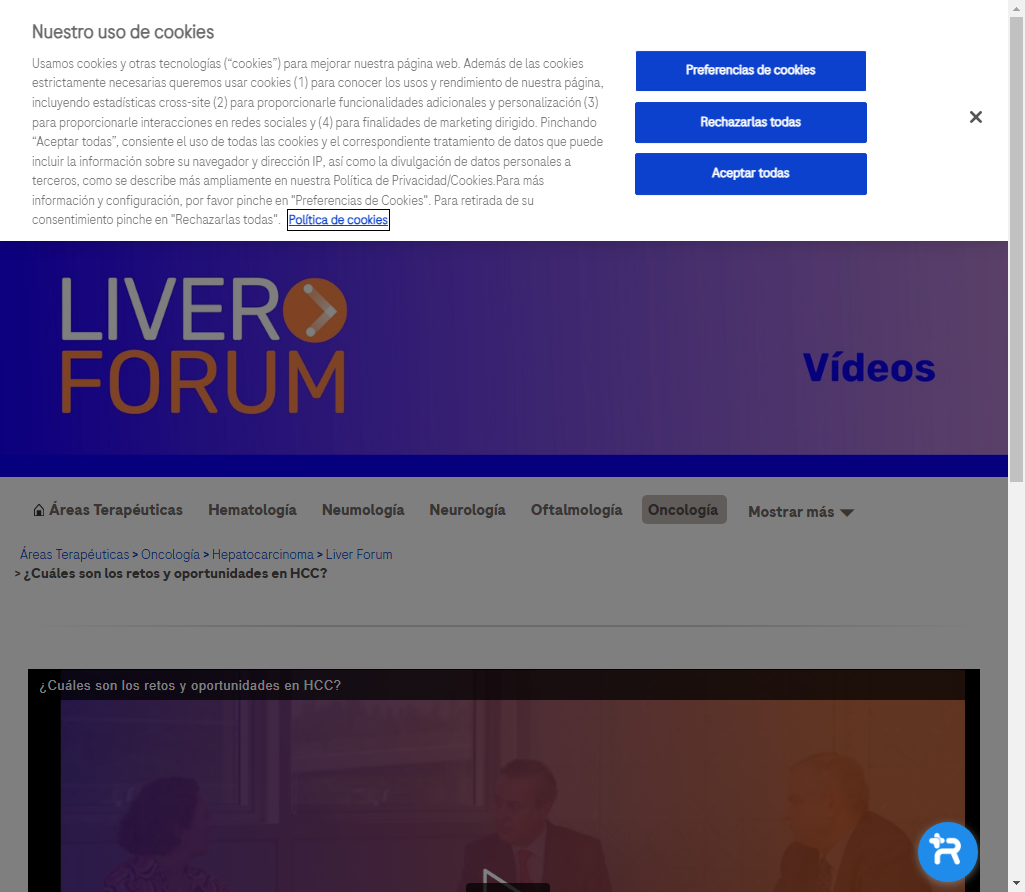 Nuestro uso de cookies
Usamos cookies y otras tecnologías (“cookies”) para mejorar nuestra página web. Además de las cookies
estrictamente necesarias queremos usar cookies (1) para conocer los usos y rendimiento de nuestra página,
incluyendo estadísticas cross-site (2) para proporcionarle funcionalidades adicionales y personalización (3)
para proporcionarle interacciones en redes sociales y (4) para finalidades de marketing dirigido. Pinchando
“Aceptar todas”, consiente el uso de todas las cookies y el correspondiente tratamiento de datos que puede
incluir la información sobre su navegador y dirección IP, así como la divulgación de datos personales a
terceros, como se describe más ampliamente en nuestra Política de Privacidad/Cookies.Para más
información y configuración, por favor pinche en "Preferencias de Cookies". Para retirada de su
consentimiento pinche en "Rechazarlas todas". Política de cookies
Preferencias de cookies
Rechazarlas todas
Aceptar todas
LIVER
FORUM
Vídeos
Áreas Terapéuticas Hematología Neumología Neurología Oftalmología Oncología Mostrar más
Áreas Terapéuticas > Oncología > Hepatocarcinoma > Liver Forum
> ¿Cuáles son los retos y oportunidades en HCC?
¿Cuáles son los retos y oportunidades en HCC?